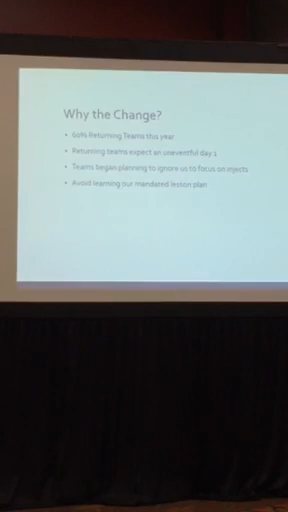 Why the Change?
• 60% Returning Teams this year
• Returning teams expect an uneventful day 1
• Teams began planning to ignore us to focus on injects
• Avoid learning our mandated lesson plan